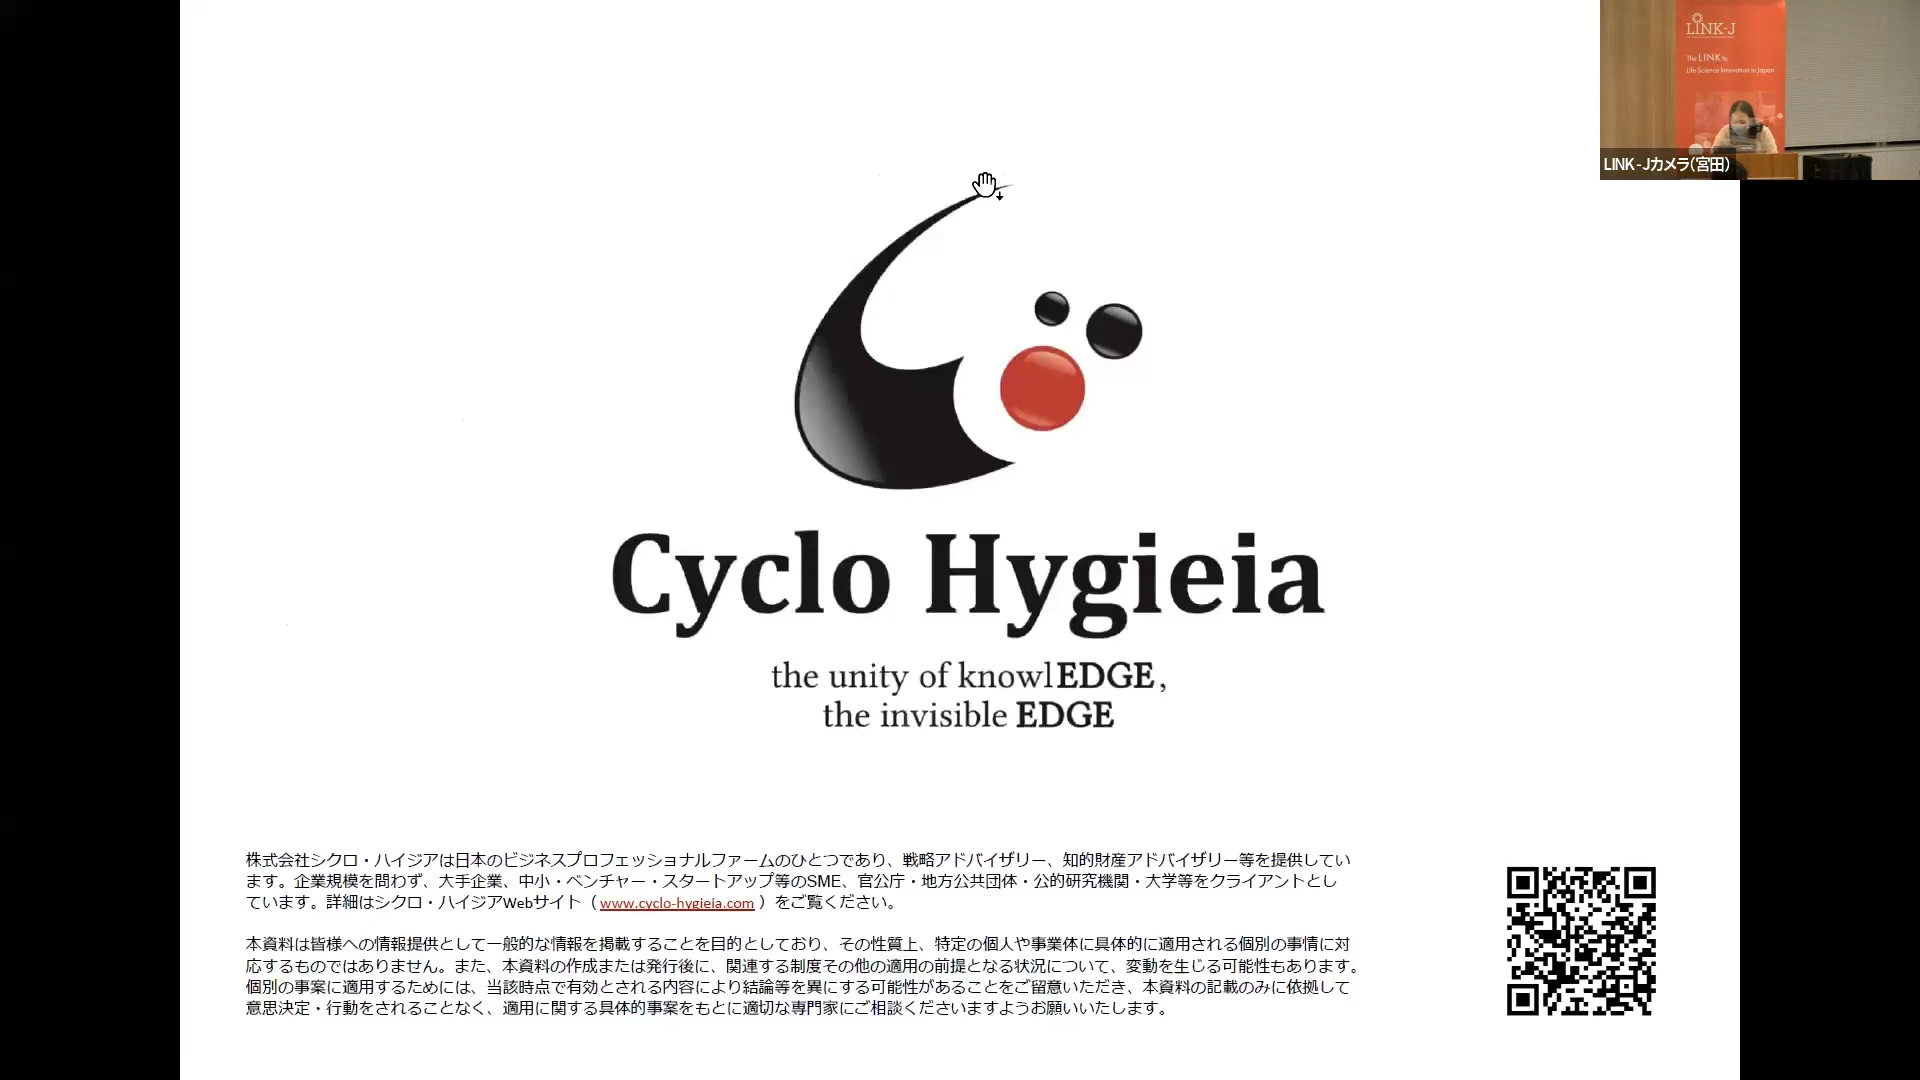 LINK-J
The LINK to
Life Science Innovation in Japan
LINK-Jカメラ(宮田)
Cyclo Hygieia
the unity of knowlEDGE,
the invisible EDGE
株式会社シクロ・ハイジアは日本のビジネスプロフェッショナルファームのひとつであり、戦略アドバイザリー、知的財産アドバイザリー等を提供してい
ます。企業規模を問わず、大手企業、中小・ベンチャー・スタートアップ等のSME、官公庁・地方公共団体・公的研究機関・大学等をクライアントとし
ています。詳細はシクロ・ハイジアWebサイト（ www.cyclo-hygieia.com ）をご覧ください。
本資料は皆様への情報提供として一般的な情報を掲載することを目的としており、その性質上、特定の個人や事業体に具体的に適用される個別の事情に対
応するものではありません。また、本資料の作成または発行後に、関連する制度その他の適用の前提となる状況について、変動を生じる可能性もあります。
個別の事案に適用するためには、当該時点で有効とされる内容により結論等を異にする可能性があることをご留意いただき、本資料の記載のみに依拠して
意思決定・行動をされることなく、適用に関する具体的事案をもとに適切な専門家にご相談くださいますようお願いいたします。